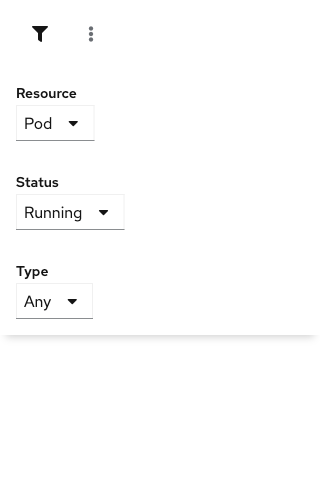 Resource
Pod
Status
Running
Type
Any